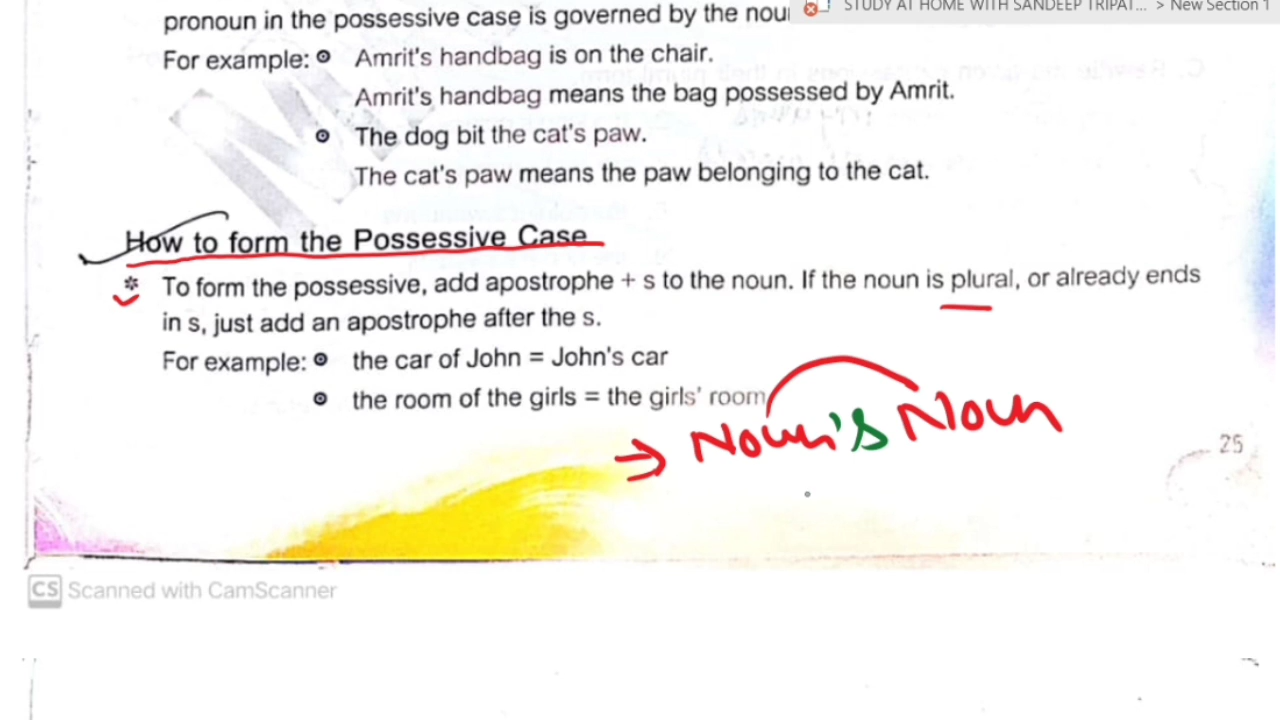 STUDY AT HOME WITH SANDEEP TRIPAT... > New Section 1
pronoun in the possessive case is governed by the
For example: Amrit's handbag is on the chair.
Amrit's handbag means the bag possessed by Amrit.
The dog bit the cat's paw.
The cat's paw means the paw belonging to the cat.
How to form the Possessive Case
* To form the possessive, add apostrophe + s to the noun. If the noun is plural, or already ends
in s, just add an apostrophe after the s.
For example: the car of John = John's car
the room of the girls = the girls' room
→ Noun's Noun
25
CS Scanned with CamScanner